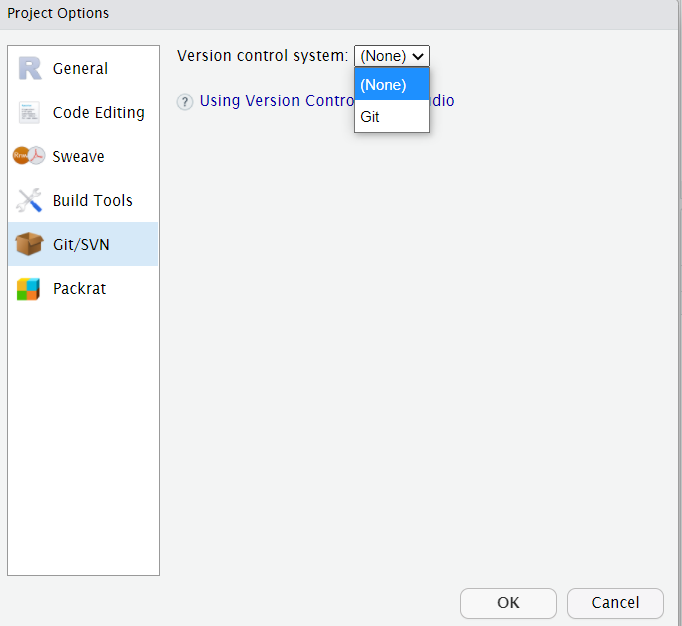 Project Options
General
Code Editing
Sweave
Build Tools
Git/SVN
Packrat
Version control system: (None)
(None)
Git
Using Version Contro dio
OK
Cancel